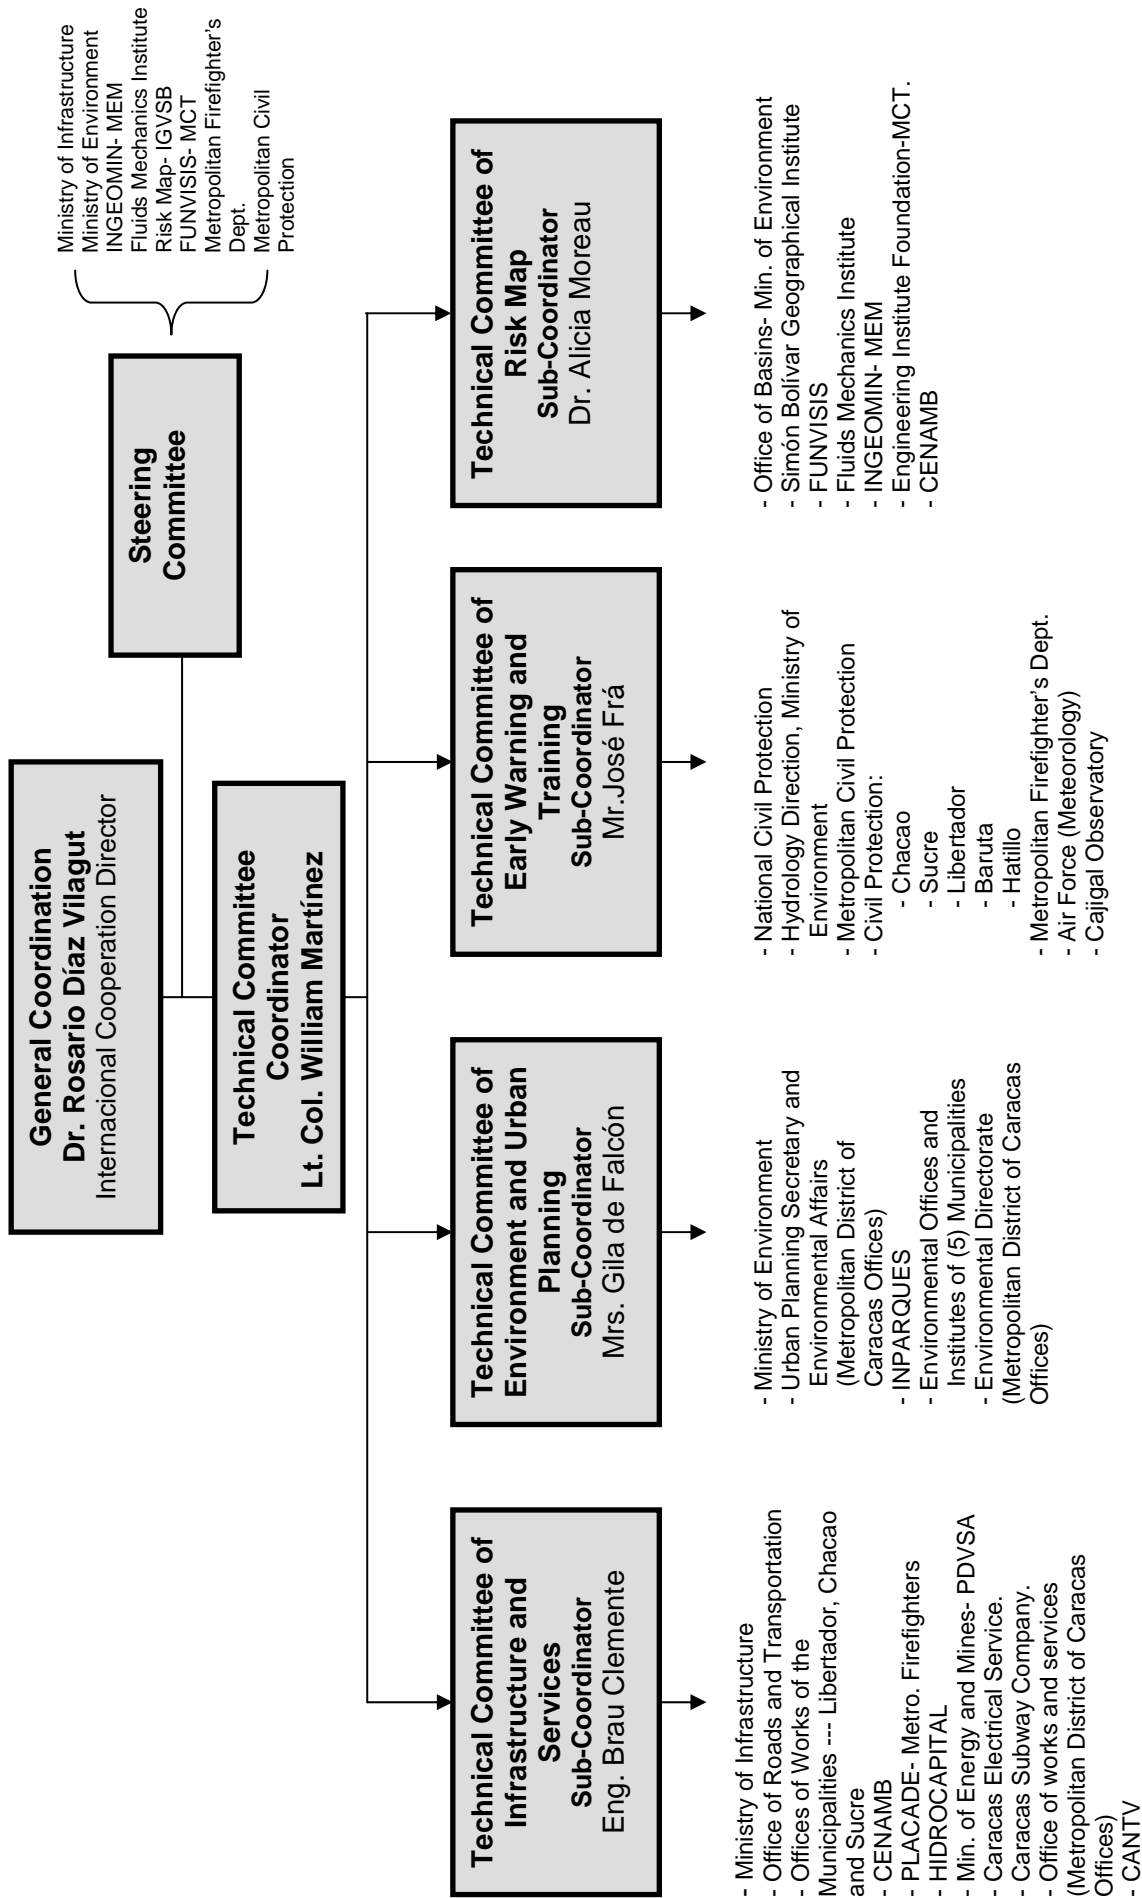 General Coordination
Dr. Rosario Díaz Vilagut
Internacional Cooperation Director
Steering
Committee
Ministry of Infrastructure
Ministry of Environment
INGEOMIN- MEM
Fluids Mechanics Institute
Risk Map- IGVSB
FUNVISIS- MCT
Metropolitan Firefighter's
Dept.
Metropolitan Civil
Protection
Technical Committee
Coordinator
Lt. Col. William Martínez
Technical Committee of
Infrastructure and
Services
Sub-Coordinator
Eng. Brau Clemente
- Ministry of Infrastructure
- Office of Roads and Transportation
- Offices of Works of the
Municipalities --- Libertador, Chacao
and Sucre
- CENAMB
- PLACADE- Metro. Firefighters
- HIDROCAPITAL
- Min. of Energy and Mines- PDVSA
- Caracas Electrical Service.
- Caracas Subway Company.
- Office of works and services
(Metropolitan District of Caracas
Offices)
- CANTV
Technical Committee of
Environment and Urban
Planning
Sub-Coordinator
Mrs. Gila de Falcón
- Ministry of Environment
- Urban Planning Secretary and
Environmental Affairs
(Metropolitan District of
Caracas Offices)
- INPARQUES
- Environmental Offices and
Institutes of (5) Municipalities
- Environmental Directorate
(Metropolitan District of Caracas
Offices)
Technical Committee of
Early Warning and
Training
Sub-Coordinator
Mr.José Frá
- National Civil Protection
- Hydrology Direction, Ministry of
Environment
- Metropolitan Civil Protection
- Civil Protection:
- Chacao
- Sucre
- Libertador
- Baruta
- Hatillo
- Metropolitan Firefighter's Dept.
- Air Force (Meteorology)
- Cajigal Observatory
Technical Committee of
Risk Map
Sub-Coordinator
Dr. Alicia Moreau
- Office of Basins- Min. of Environment
- Simón Bolívar Geographical Institute
- FUNVISIS
- Fluids Mechanics Institute
- INGEOMIN- MEM
- Engineering Institute Foundation-MCT.
- CENAMB